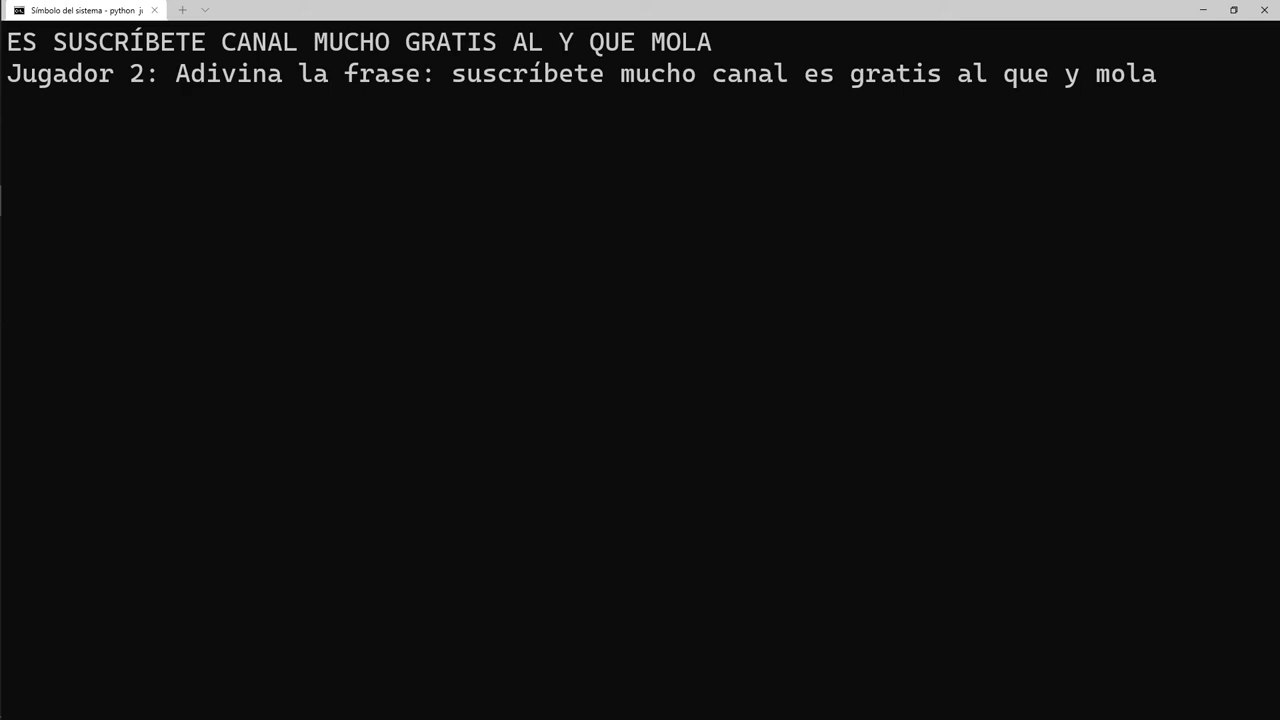 Símbolo del sistema - python ju
ES SUSCRÍBETE CANAL MUCHO GRATIS AL Y QUE MOLA
Jugador 2: Adivina la frase: suscríbete mucho canal es gratis al que y mola